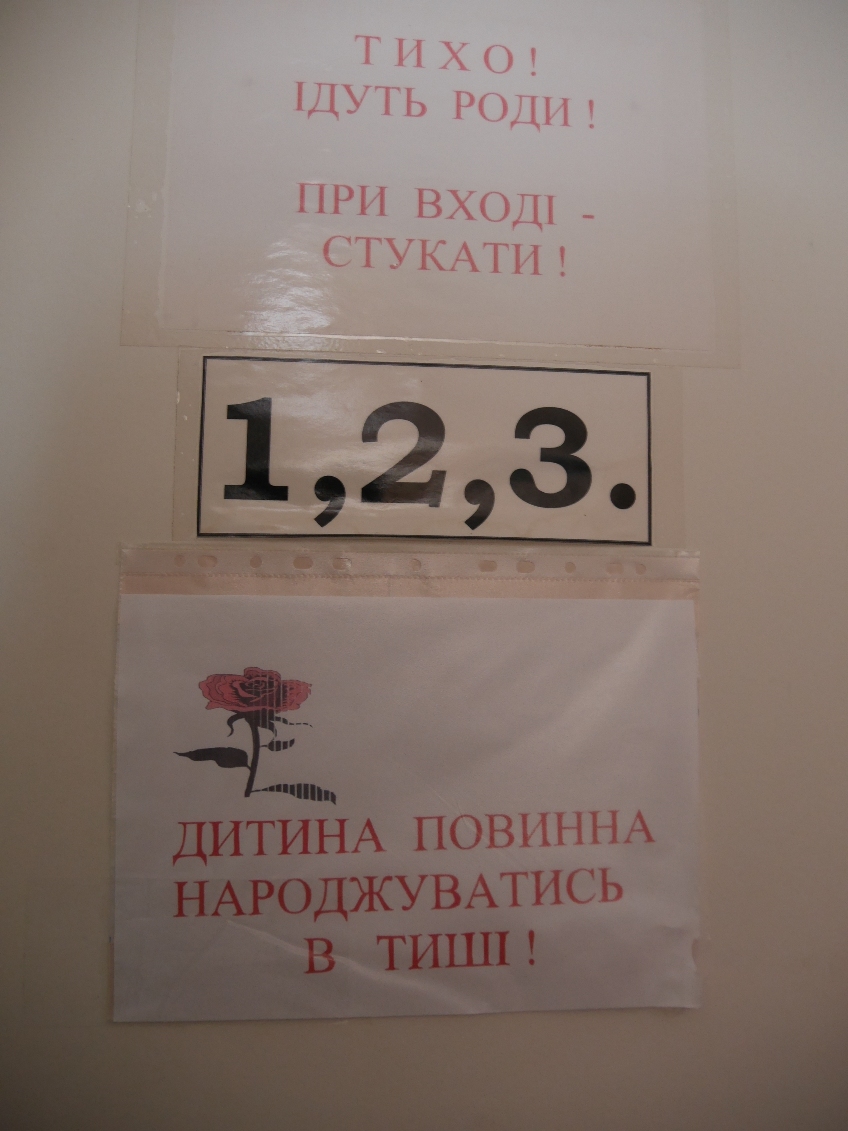 ТИХО!
ІДУТЬ РОДИ!
ПРИ ВХОДІ -
СТУКАТИ!
1,2,3.
ДИТИНА ПОВИННА
НАРОДЖУВАТИСЬ
В ТИШІ!